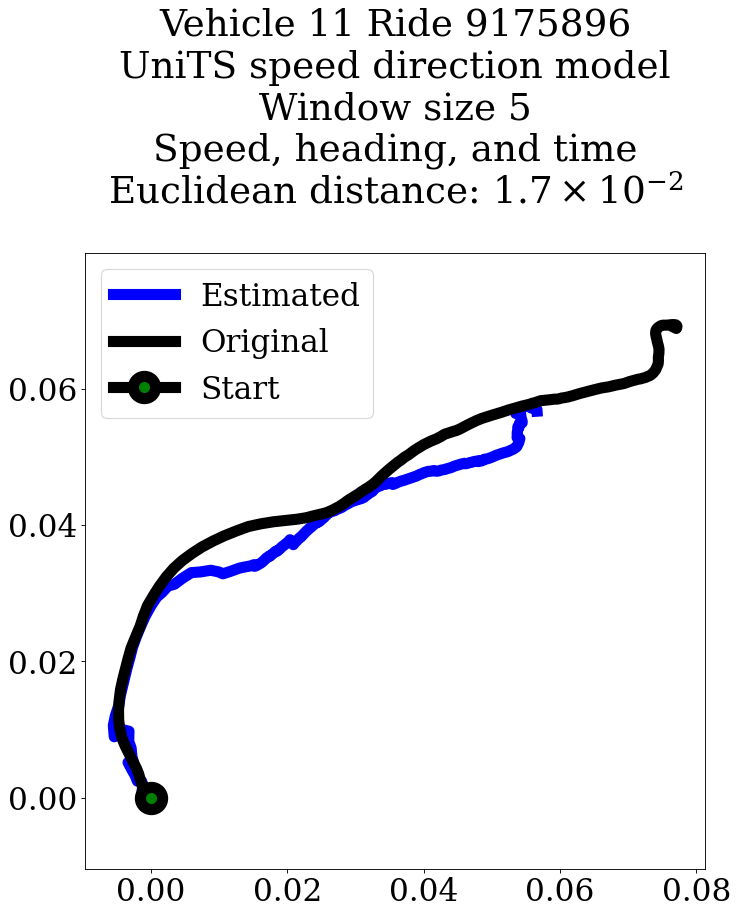 Vehicle 11 Ride 9175896
UniTS speed direction model
Window size 5
Speed, heading, and time
Euclidean distance: 1.7 × 10⁻²
Estimated
Original
Start
0.06
0.04
0.02
0.00
0.00 0.02 0.04 0.06 0.08